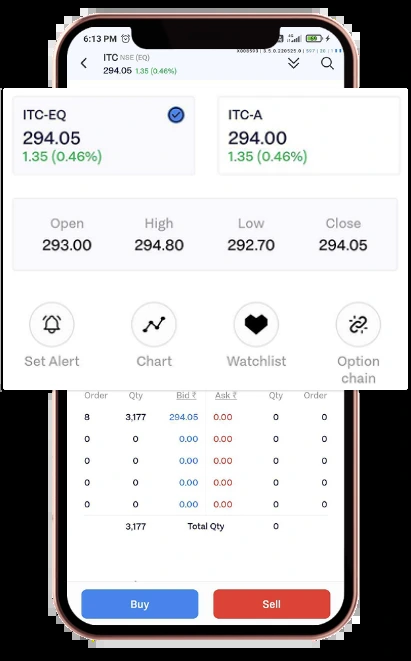 6:13 PM
ITC NSE (EQ)
294.05 1.35 (0.46%)
ITC-EQ
294.05
1.35 (0.46%)
ITC-A
294.00
1.35 (0.46%)
Open High Low Close
293.00 294.80 292.70 294.05
Set Alert Chart Watchlist Option
chain
Order Qty Bid ₹ Ask ₹ Qty Order
8 3,177 294.05 0.00 0 0
0 0 0.00 0.00 0 0
0 0 0.00 0.00 0 0
0 0 0.00 0.00 0 0
0 0 0.00 0.00 0 0
3,177 Total Qty 0
Buy Sell